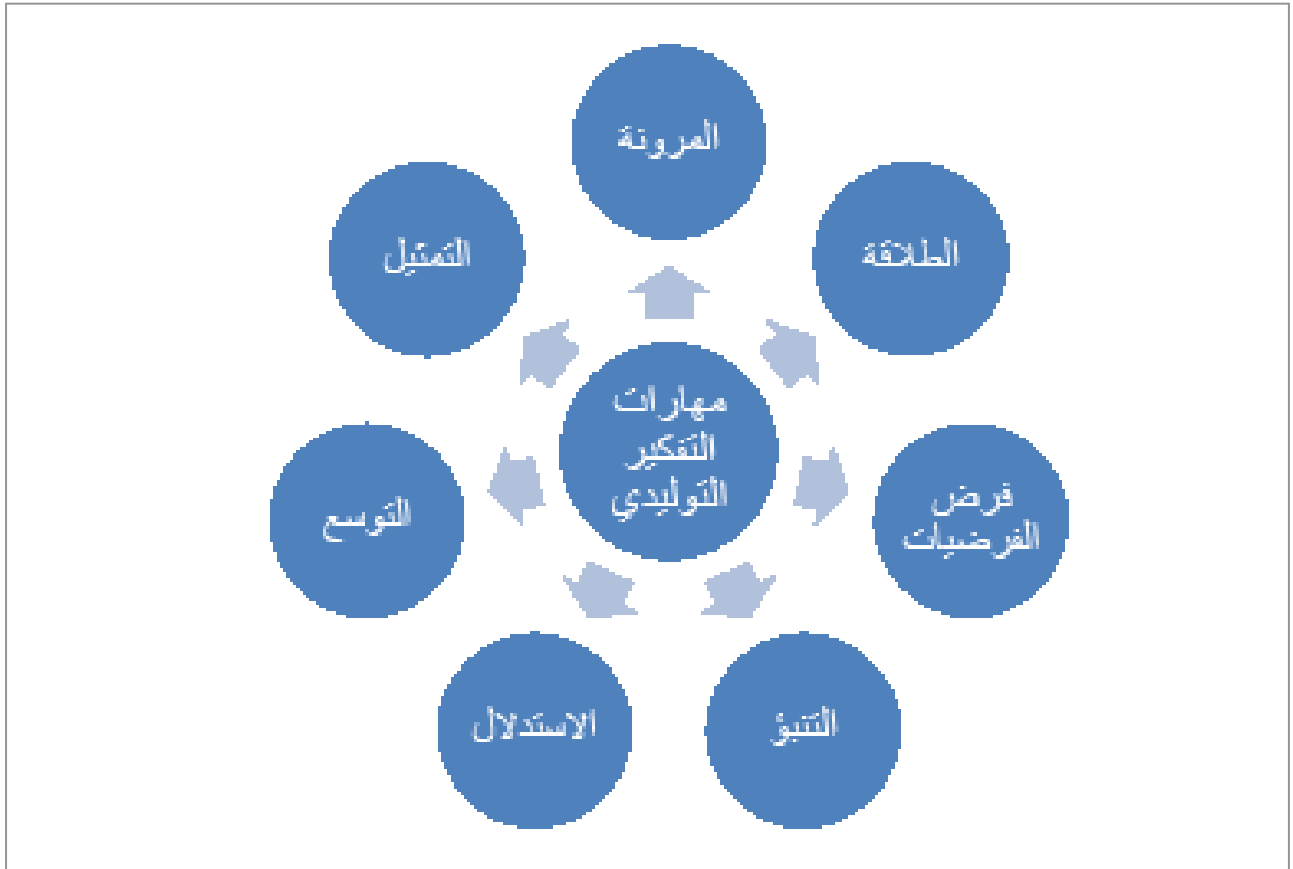 المرونة
الطلاقة
التمثيل
مهارات
التفكير
التوليدي
فرض
الفرضيات
التوسع
التنبؤ
الاستدلال